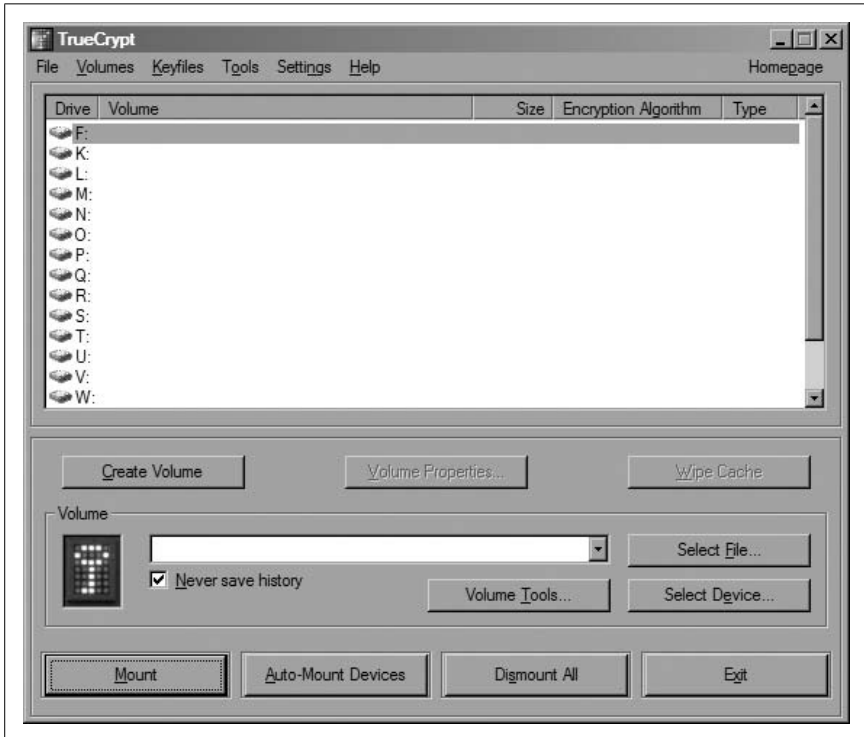 TrueCrypt
File Volumes Keyfiles Tools Settings Help Homepage
Drive Volume Size Encryption Algorithm Type
F:
K:
L:
M:
N:
O:
P:
Q:
R:
S:
T:
U:
V:
W:
Create Volume Volume Properties... Wipe Cache
Volume
Select File...
Never save history
Volume Tools... Select Device...
Mount Auto-Mount Devices Dismount All Exit